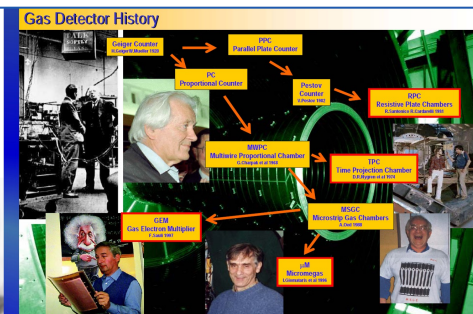 Gas Detector History
Geiger Counter
H.Geiger W.Mueller 1928
PPC
Parallel Plate Counter
PC
Proportional Counter
Pestov
Counter
V.Pestov 1982
RPC
Resistive Plate Chambers
R.Santonico R.Cardarelli 1981
MWPC
Multiwire Proportional Chamber
G.Charpak et al 1968
TPC
Time Projection Chamber
D.R.Nygren et al 1974
MSGC
Microstrip Gas Chambers
A.Oed 1988
GEM
Gas Electron Multiplier
F.Sauli 1997
μM
Micromegas
I.Giomataris et al 1996